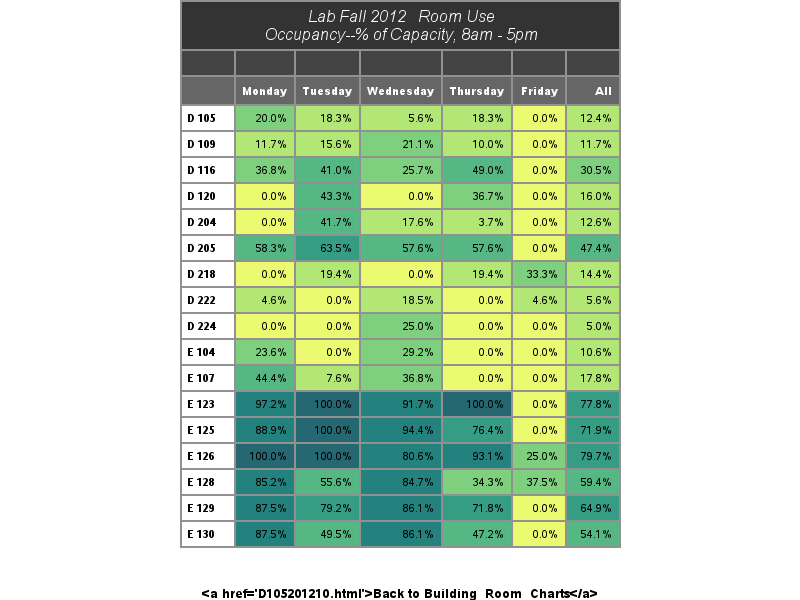 Lab Fall 2012 Room Use
Occupancy--% of Capacity, 8am - 5pm
Monday Tuesday Wednesday Thursday Friday All
D 105 20.0% 18.3% 5.6% 18.3% 0.0% 12.4%
D 109 11.7% 15.6% 21.1% 10.0% 0.0% 11.7%
D 116 36.8% 41.0% 25.7% 49.0% 0.0% 30.5%
D 120 0.0% 43.3% 0.0% 36.7% 0.0% 16.0%
D 204 0.0% 41.7% 17.6% 3.7% 0.0% 12.6%
D 205 58.3% 63.5% 57.6% 57.6% 0.0% 47.4%
D 218 0.0% 19.4% 0.0% 19.4% 33.3% 14.4%
D 222 4.6% 0.0% 18.5% 0.0% 4.6% 5.6%
D 224 0.0% 0.0% 25.0% 0.0% 0.0% 5.0%
E 104 23.6% 0.0% 29.2% 0.0% 0.0% 10.6%
E 107 44.4% 7.6% 36.8% 0.0% 0.0% 17.8%
E 123 97.2% 100.0% 91.7% 100.0% 0.0% 77.8%
E 125 88.9% 100.0% 94.4% 76.4% 0.0% 71.9%
E 126 100.0% 100.0% 80.6% 93.1% 25.0% 79.7%
E 128 85.2% 55.6% 84.7% 34.3% 37.5% 59.4%
E 129 87.5% 79.2% 86.1% 71.8% 0.0% 64.9%
E 130 87.5% 49.5% 86.1% 47.2% 0.0% 54.1%
<a href='D105201210.html'>Back to Building Room Charts</a>